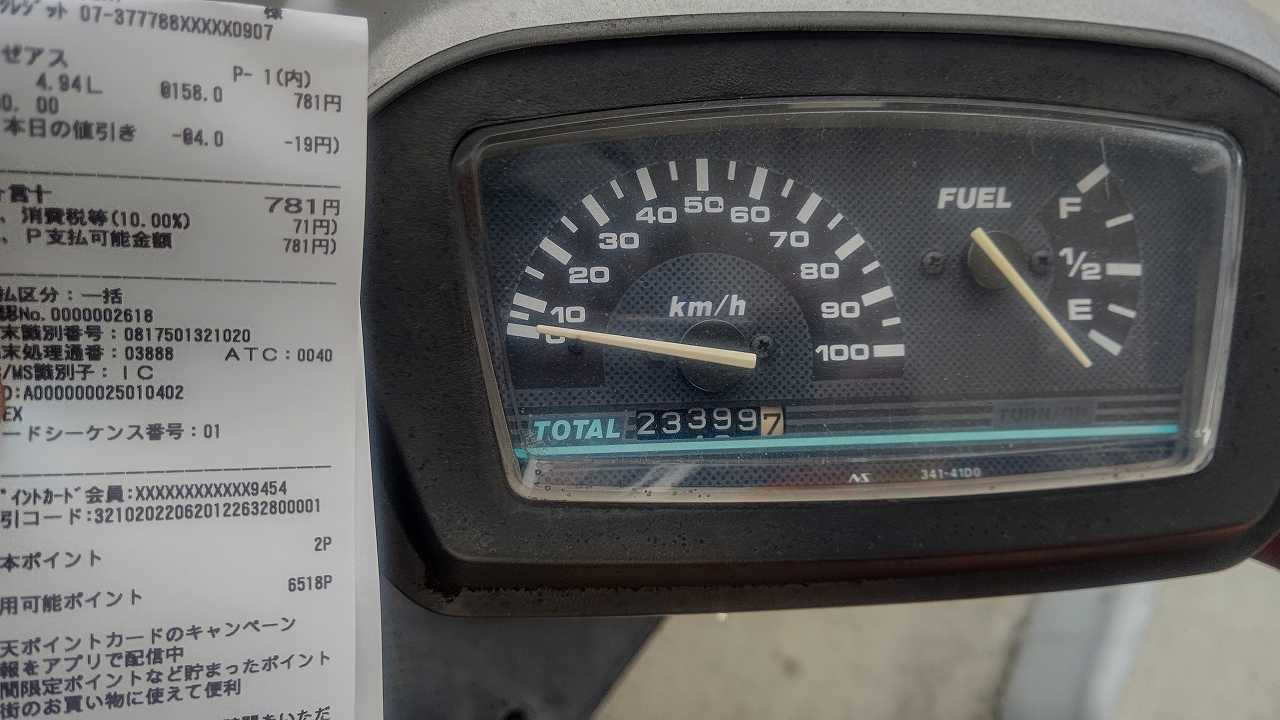 様
クレジット 07-377788XXXXX0907
ゼアス
P- 1(内)
4.94L @158.0 781円
00
本日の値引き -@4.0 -19円)
781円
消費税等(10.00%) 71円)
P支払可能金額 781円)
払区分:一括
認No.0000002618
末識別番号:0817501321020
末処理通番:03888 ATC:0040
/MS識別子:IC
D:A000000025010402
EX
ードシーケンス番号:01
イントカード会員:XXXXXXXXXXXX9454
引コード:3210202206201226328 00001
本ポイント 2P
用可能ポイント 6518P
天ポイントカードのキャンペーン
報をアプリで配信中
間限定ポイントなど貯まったポイント
街のお買い物に使えて便利
0 10 20 30 40 50 60 70 80 90 100
km/h
TOTAL 233997
FUEL
F
1/2
E
TURN/OIL
NS 341-41D0